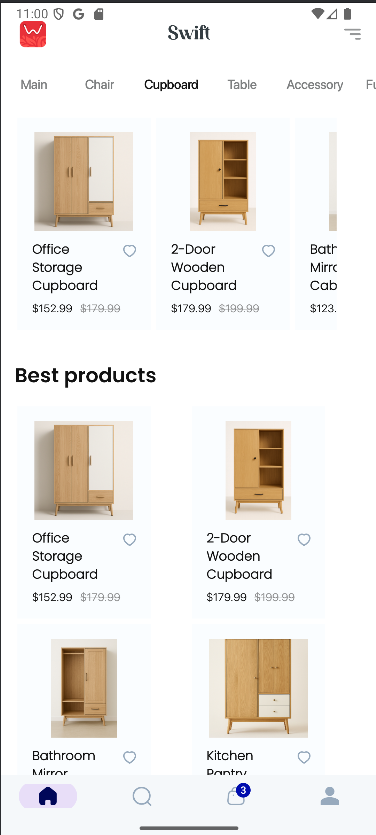 11:00
Swift
Main Chair Cupboard Table Accessory Fu
Office
Storage
Cupboard
$152.99 $179.99
2-Door
Wooden
Cupboard
$179.99 $199.99
Bath
Mirro
Cab
$123.
Best products
Office
Storage
Cupboard
$152.99 $179.99
2-Door
Wooden
Cupboard
$179.99 $199.99
Bathroom
Mirror
Kitchen
Pantry
3